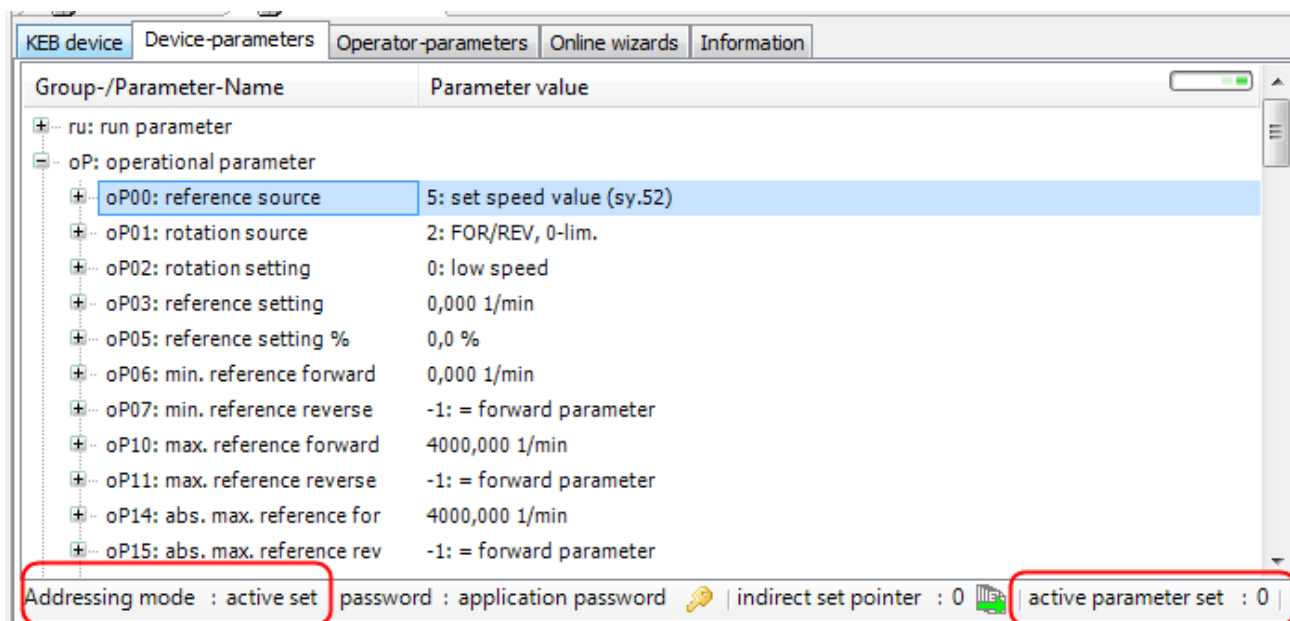 KEB device Device-parameters Operator-parameters Online wizards Information
Group-/Parameter-Name Parameter value
ru: run parameter
oP: operational parameter
oP00: reference source 5: set speed value (sy.52)
oP01: rotation source 2: FOR/REV, 0-lim.
oP02: rotation setting 0: low speed
oP03: reference setting 0,000 1/min
oP05: reference setting % 0,0 %
oP06: min. reference forward 0,000 1/min
oP07: min. reference reverse -1: = forward parameter
oP10: max. reference forward 4000,000 1/min
oP11: max. reference reverse -1: = forward parameter
oP14: abs. max. reference for 4000,000 1/min
oP15: abs. max. reference rev -1: = forward parameter
Addressing mode : active set password : application password | indirect set pointer : 0 | active parameter set : 0 |